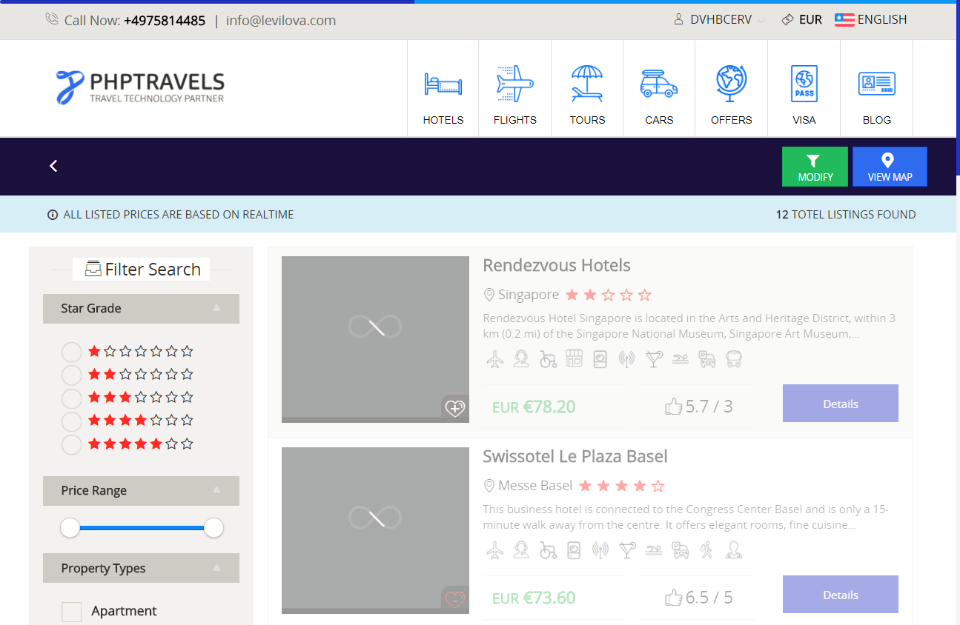 Call Now: +4975814485 | info@levilova.com
DVHBCERV EUR ENGLISH
PHPTRAVELS
TRAVEL TECHNOLOGY PARTNER
PASS
HOTELS FLIGHTS TOURS CARS OFFERS VISA BLOG
MODIFY VIEW MAP
ALL LISTED PRICES ARE BASED ON REALTIME
12 TOTEL LISTINGS FOUND
Filter Search
Star Grade
Price Range
Property Types
Apartment
Rendezvous Hotels
Singapore
Rendezvous Hotel Singapore is located in the Arts and Heritage District, within 3
km (0.2 mi) of the Singapore National Museum, Singapore Art Museum,...
EUR €78.20 5.7 / 3 Details
Swissotel Le Plaza Basel
Messe Basel
This business hotel is connected to the Congress Center Basel and is only a 15-
minute walk away from the centre. It offers elegant rooms, fine cuisine...
EUR €73.60 6.5 / 5 Details